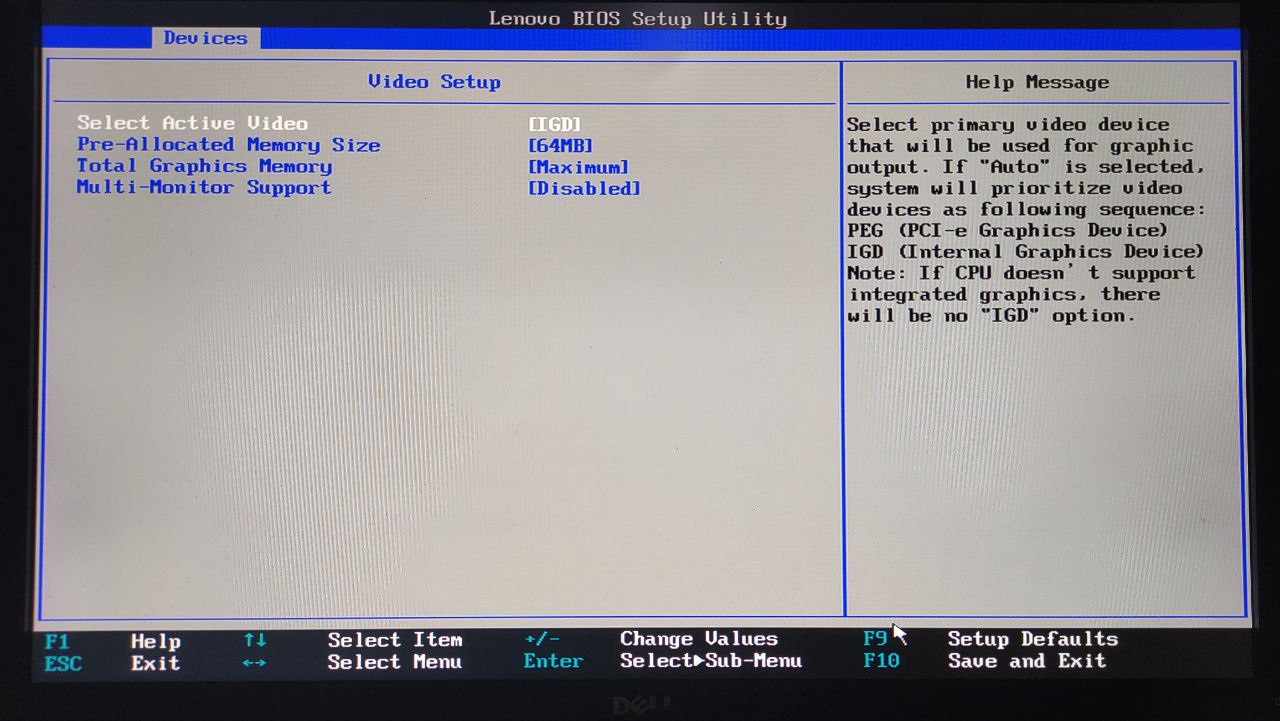 Lenovo BIOS Setup Utility
Devices
Video Setup
Select Active Video [IGD]
Pre-Allocated Memory Size [64MB]
Total Graphics Memory [Maximum]
Multi-Monitor Support [Disabled]
Help Message
Select primary video device
that will be used for graphic
output. If "Auto" is selected,
system will prioritize video
devices as following sequence:
PEG (PCI-e Graphics Device)
IGD (Internal Graphics Device)
Note: If CPU doesn' t support
integrated graphics, there
will be no "IGD" option.
F1 Help ↑↓ Select Item +/- Change Values F9 Setup Defaults
ESC Exit ←→ Select Menu Enter Select▶Sub-Menu F10 Save and Exit
DELL